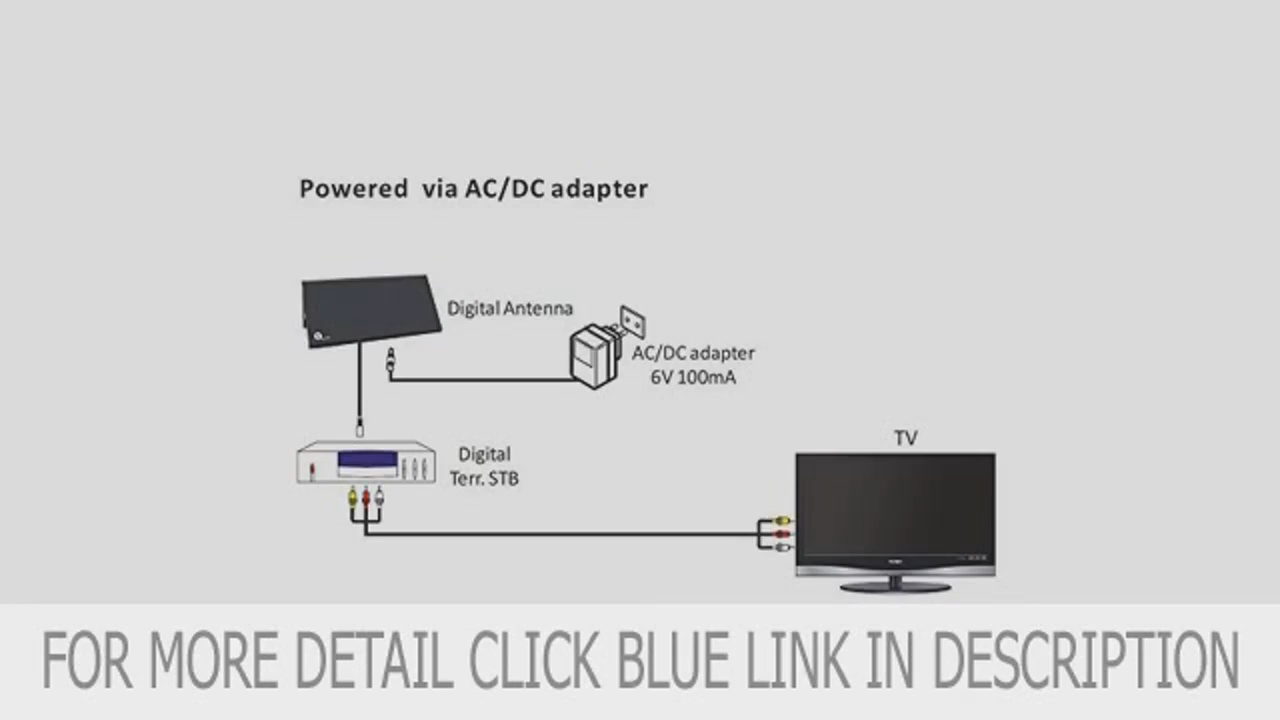 Powered via AC/DC adapter
Digital Antenna
AC/DC adapter
6V 100mA
TV
Digital
Terr. STB
FOR MORE DETAIL CLICK BLUE LINK IN DESCRIPTION